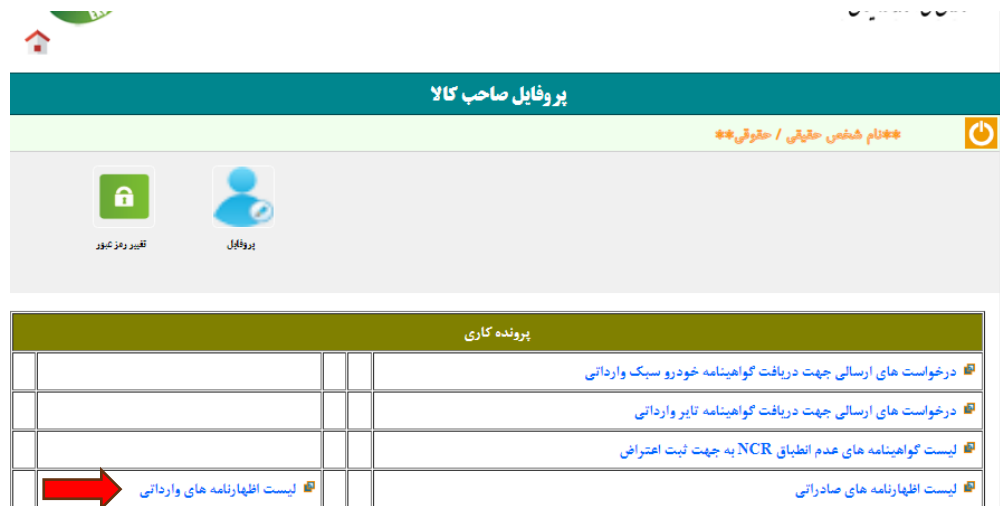 پروفایل صاحب کالا
**نام شخص حقیقی / حقوقی**
پروفایل
تغییر رمز عبور
پرونده کاری
درخواست های ارسالی جهت دریافت گواهینامه خودرو سبک وارداتی
درخواست های ارسالی جهت دریافت گواهینامه تایر وارداتی
لیست گواهینامه های عدم انطباق NCR به جهت ثبت اعتراض
لیست اظهارنامه های صادراتی
لیست اظهارنامه های وارداتی